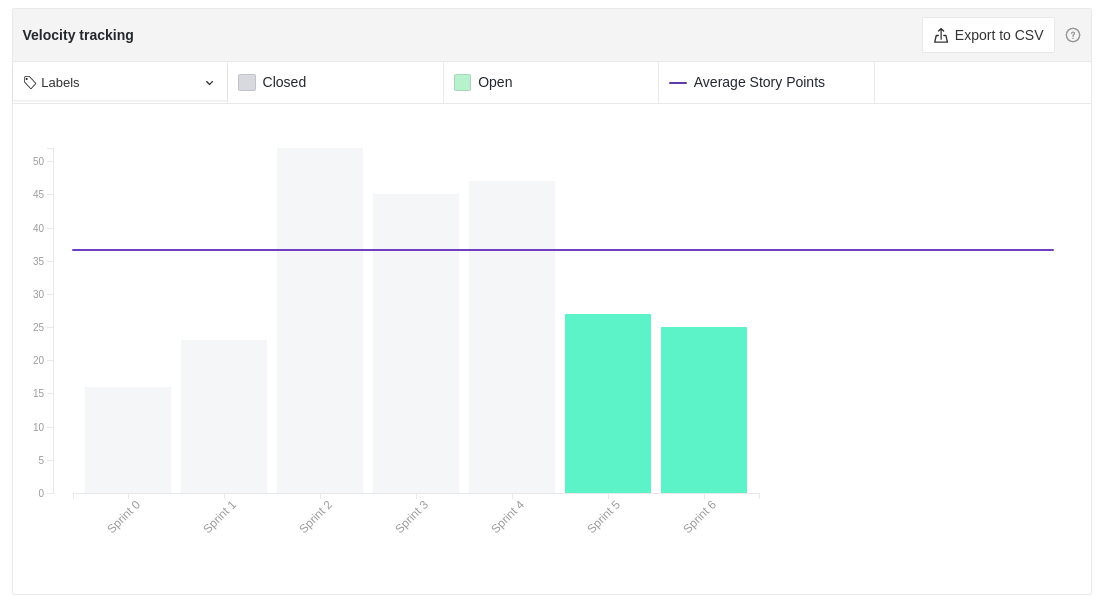 Velocity tracking
Export to CSV
?
Labels
Closed
Open
Average Story Points
50
45
40
35
30
25
20
15
10
5
0
Sprint 0
Sprint 1
Sprint 2
Sprint 3
Sprint 4
Sprint 5
Sprint 6